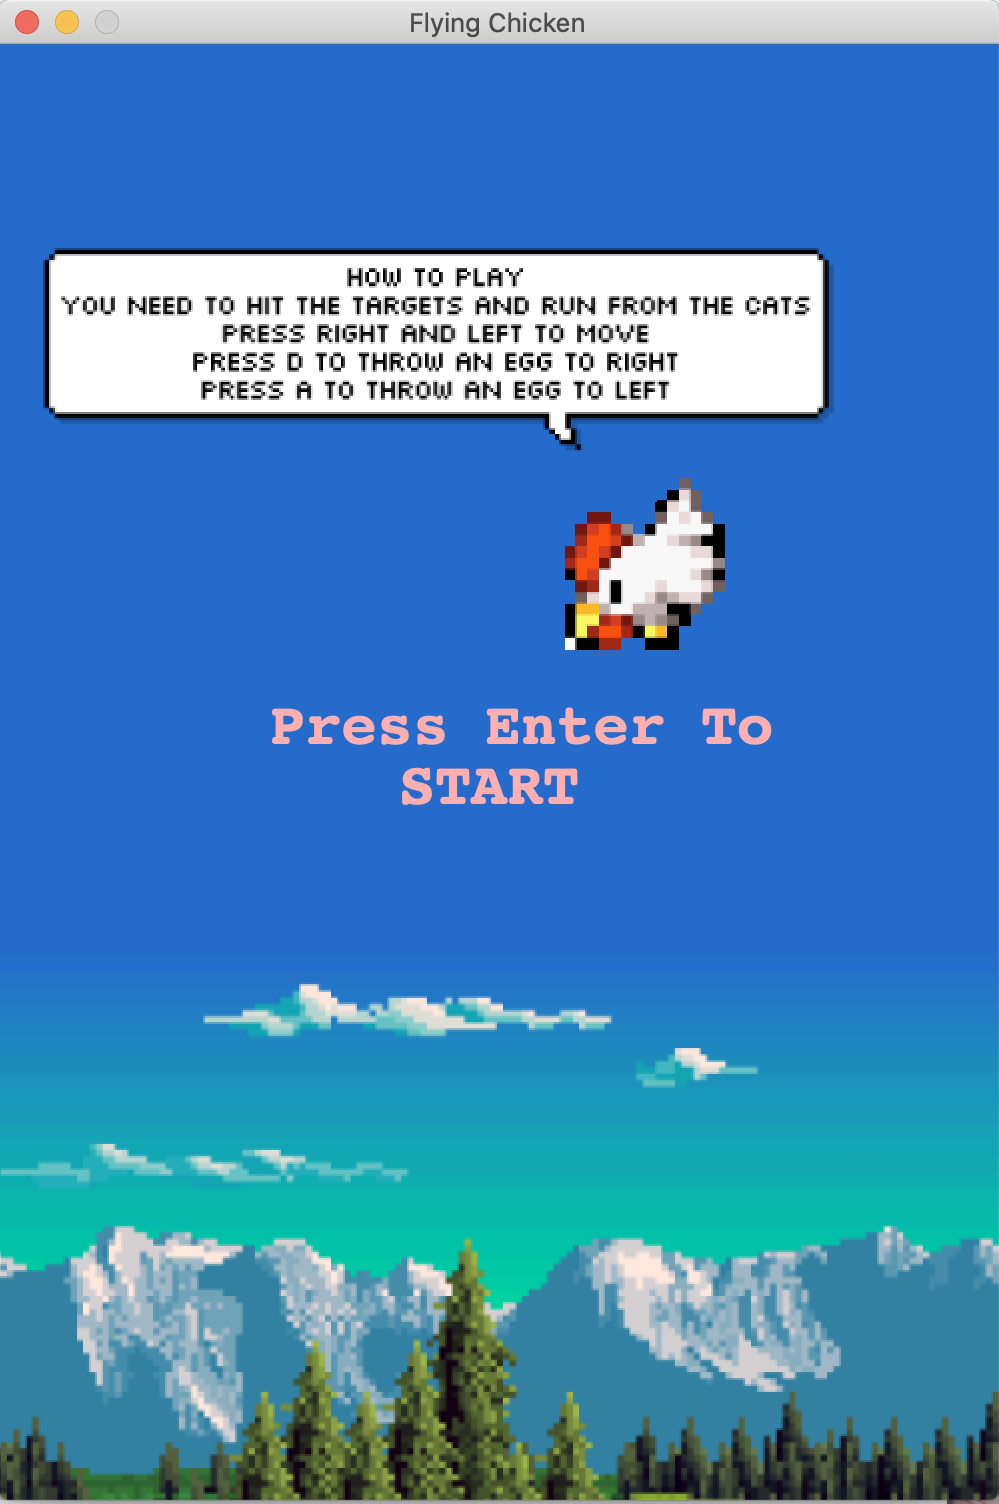 Flying Chicken
HOW TO PLAY
YOU NEED TO HIT THE TARGETS AND RUN FROM THE CATS
PRESS RIGHT AND LEFT TO MOVE
PRESS D TO THROW AN EGG TO RIGHT
PRESS A TO THROW AN EGG TO LEFT
Press Enter To
START